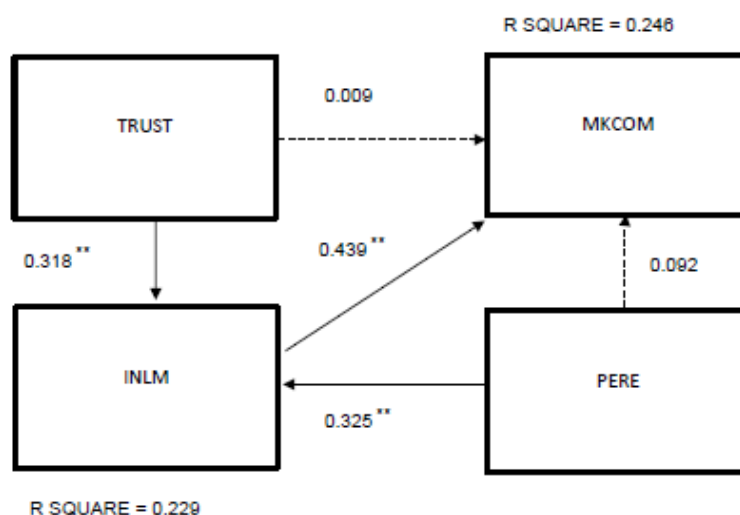 R SQUARE = 0.246
TRUST
0.009
MKCOM
0.318 **
0.439 **
0.092
INLM
PERE
0.325 **
R SQUARE = 0.229